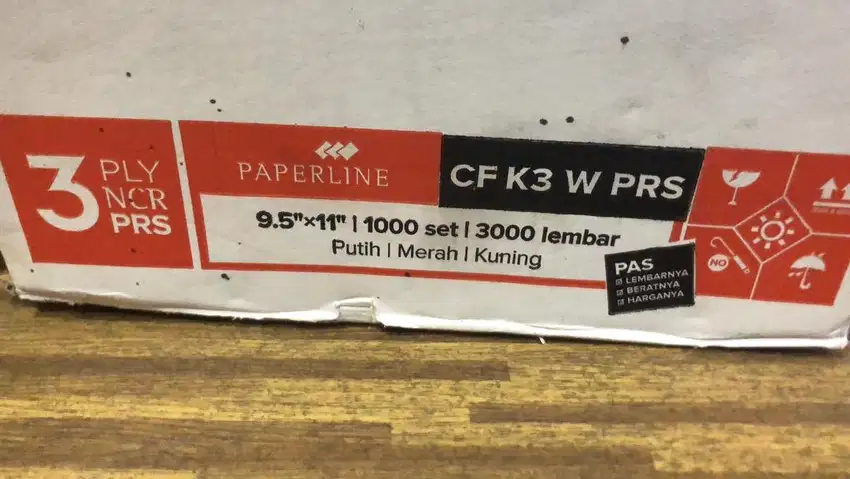 3 PLY
NCR
PRS
PAPERLINE
CF K3 W PRS
9.5"x11" | 1000 set | 3000 lembar
Putih | Merah | Kuning
PAS
LEMBARNYA
BERATNYA
HARGANYA
NO